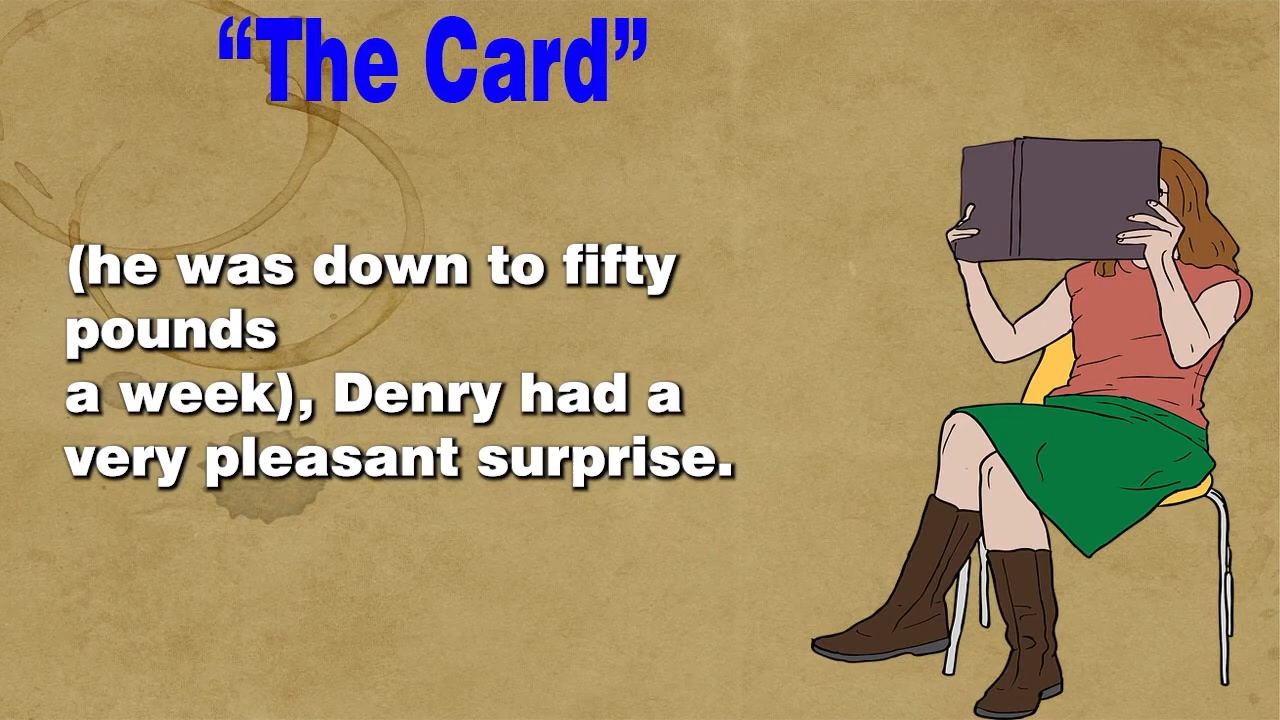 “The Card”
(he was down to fifty
pounds
a week), Denry had a
very pleasant surprise.